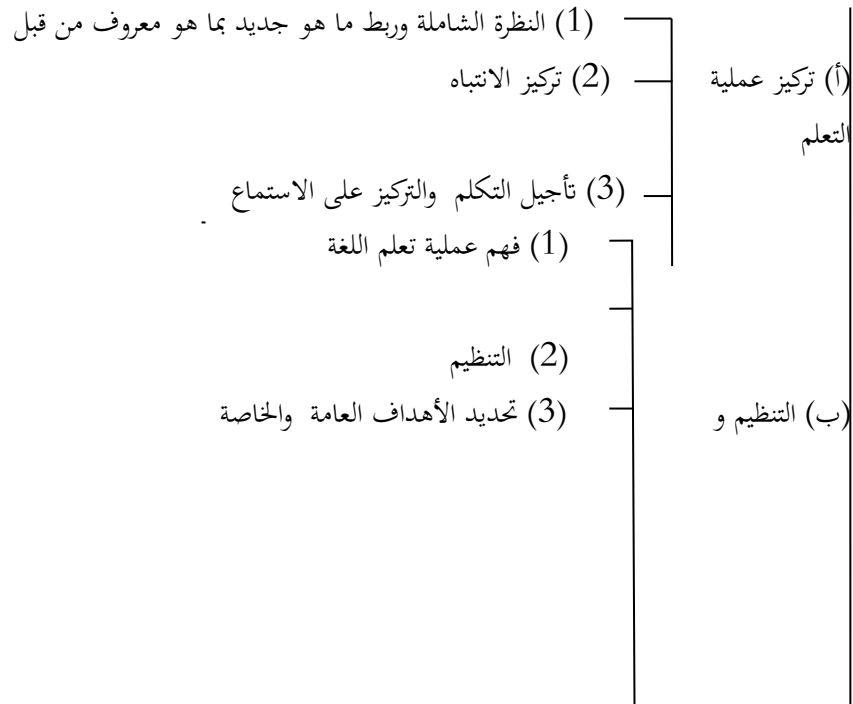 (1) النظرة الشاملة وربط ما هو جديد بما هو معروف من قبل
(أ) تركيز عملية (2) تركيز الانتباه
التعلم
(3) تأجيل التكلم والتركيز على الاستماع
(1) فهم عملية تعلم اللغة
(2) التنظيم
(ب) التنظيم و (3) تحديد الأهداف العامة والخاصة